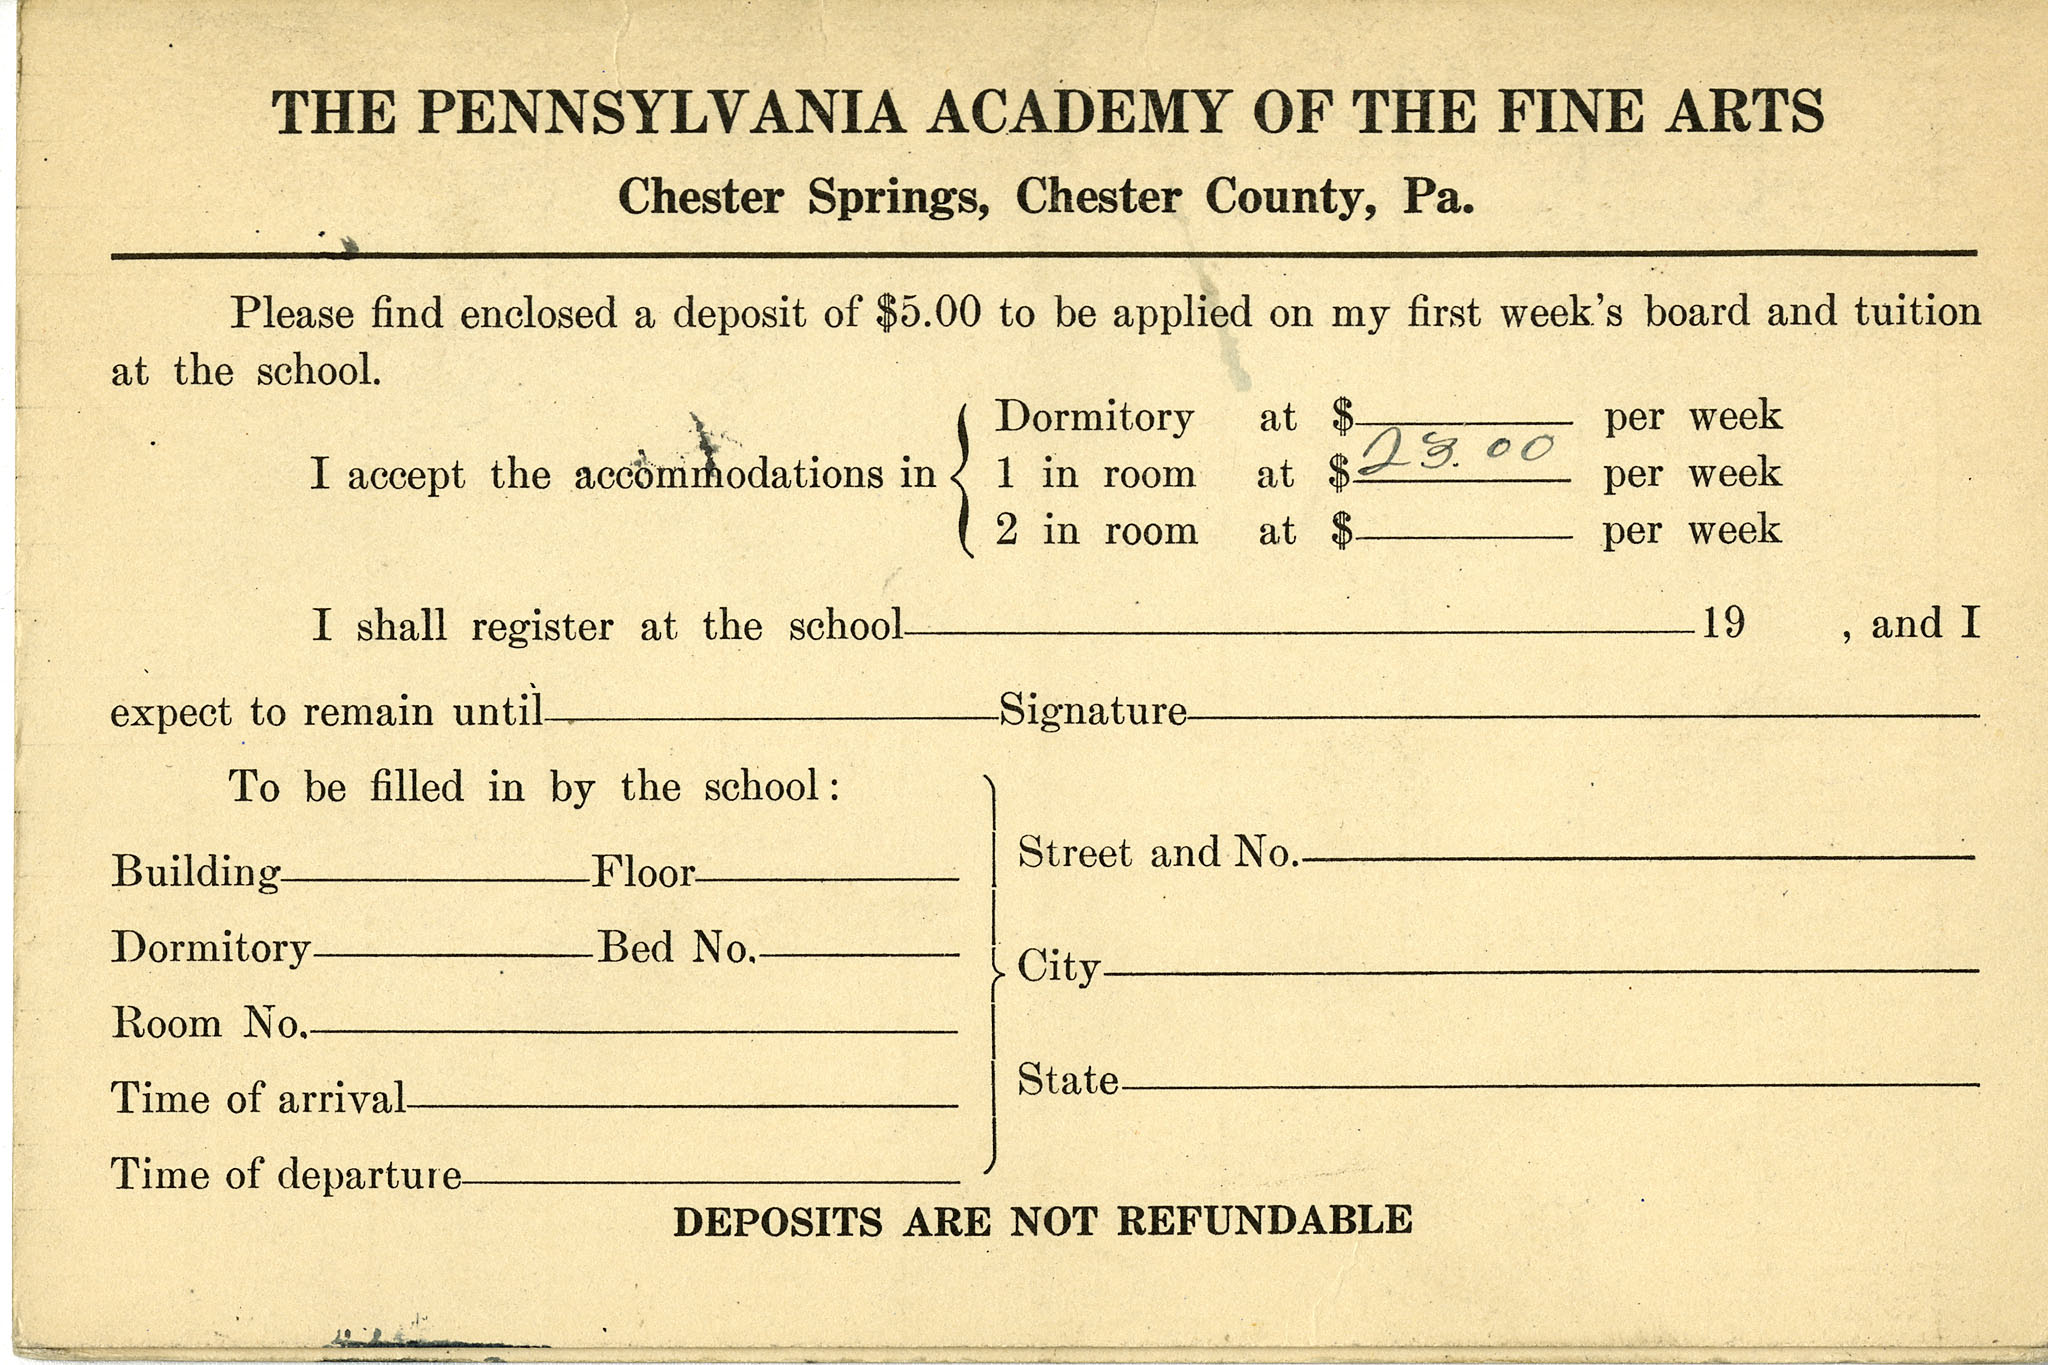 THE PENNSYLVANIA ACADEMY OF THE FINE ARTS
Chester Springs, Chester County, Pa.
Please find enclosed a deposit of $5.00 to be applied on my first week's board and tuition
at the school.
Dormitory at $ per week
I accept the accommodations in 1 in room at $ 23.00 per week
2 in room at $ per week
I shall register at the school 19 , and I
expect to remain until Signature
To be filled in by the school:
Street and No.
Building Floor
Dormitory Bed No.
City
Room No.
State
Time of arrival
Time of departure
DEPOSITS ARE NOT REFUNDABLE